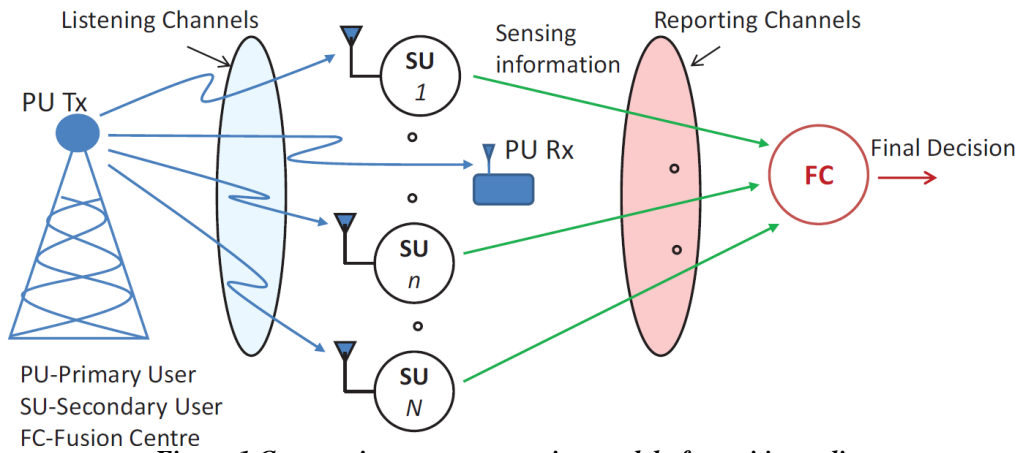 Listening Channels
Reporting Channels
Sensing
information
PU Tx
SU
1
PU Rx
FC
Final Decision
SU
n
SU
N
PU-Primary User
SU-Secondary User
FC-Fusion Centre